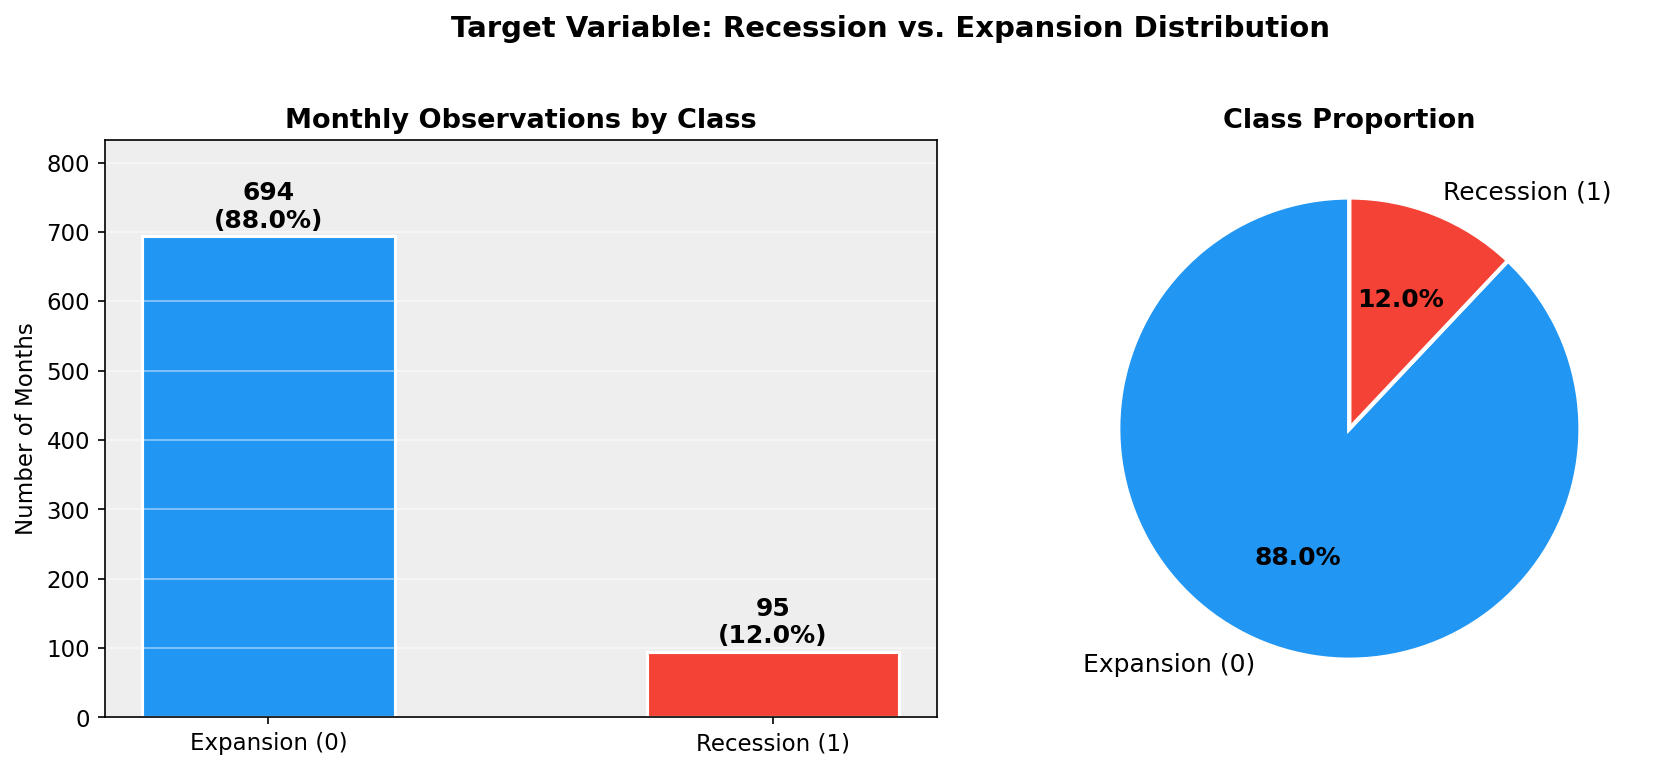 Target Variable: Recession vs. Expansion Distribution
Monthly Observations by Class
Number of Months
800
700
600
500
400
300
200
100
0
694
(88.0%)
95
(12.0%)
Expansion (0)
Recession (1)
Class Proportion
Recession (1)
12.0%
88.0%
Expansion (0)